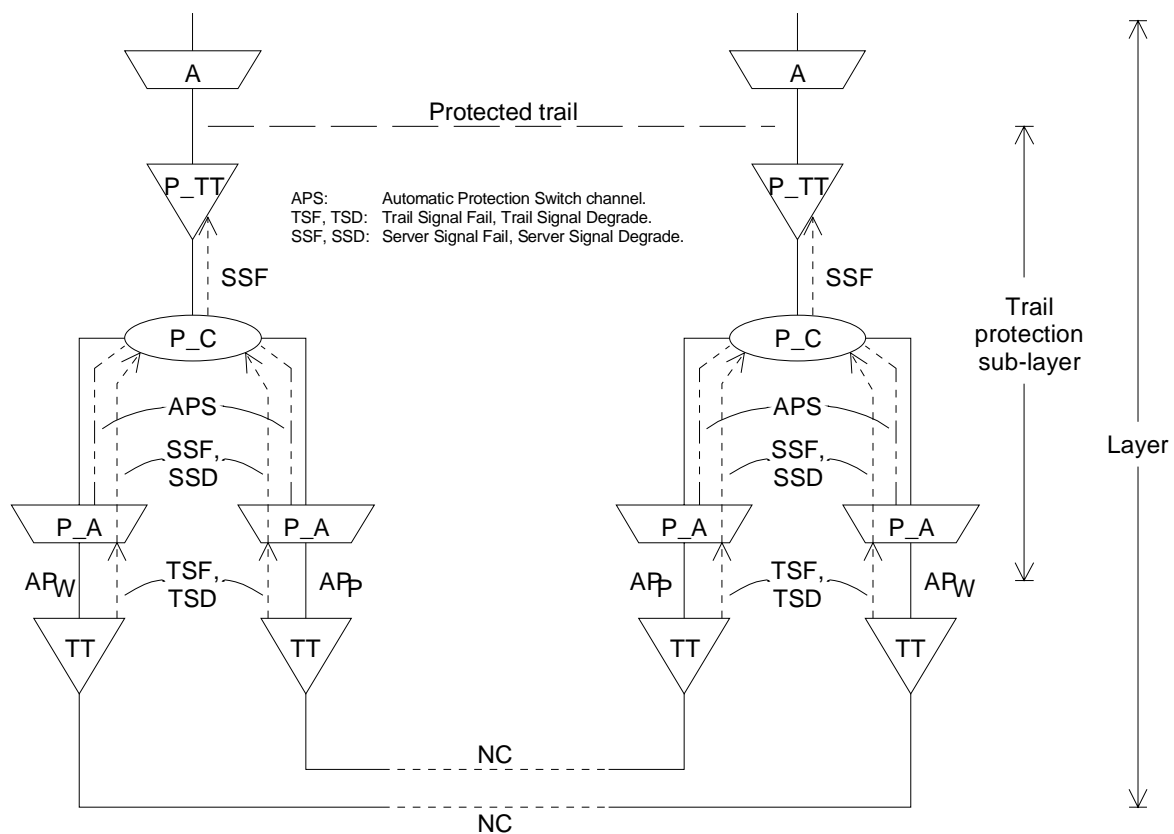 A A
Protected trail
P_TT P_TT
APS: Automatic Protection Switch channel.
TSF, TSD: Trail Signal Fail, Trail Signal Degrade.
SSF, SSD: Server Signal Fail, Server Signal Degrade.
SSF SSF
P_C P_C
Trail
protection
sub-layer
APS APS
Layer
SSF,
SSD
SSF,
SSD
P_A P_A P_A P_A
APW TSF,
TSD APP APP TSF,
TSD APW
TT TT TT TT
NC
NC